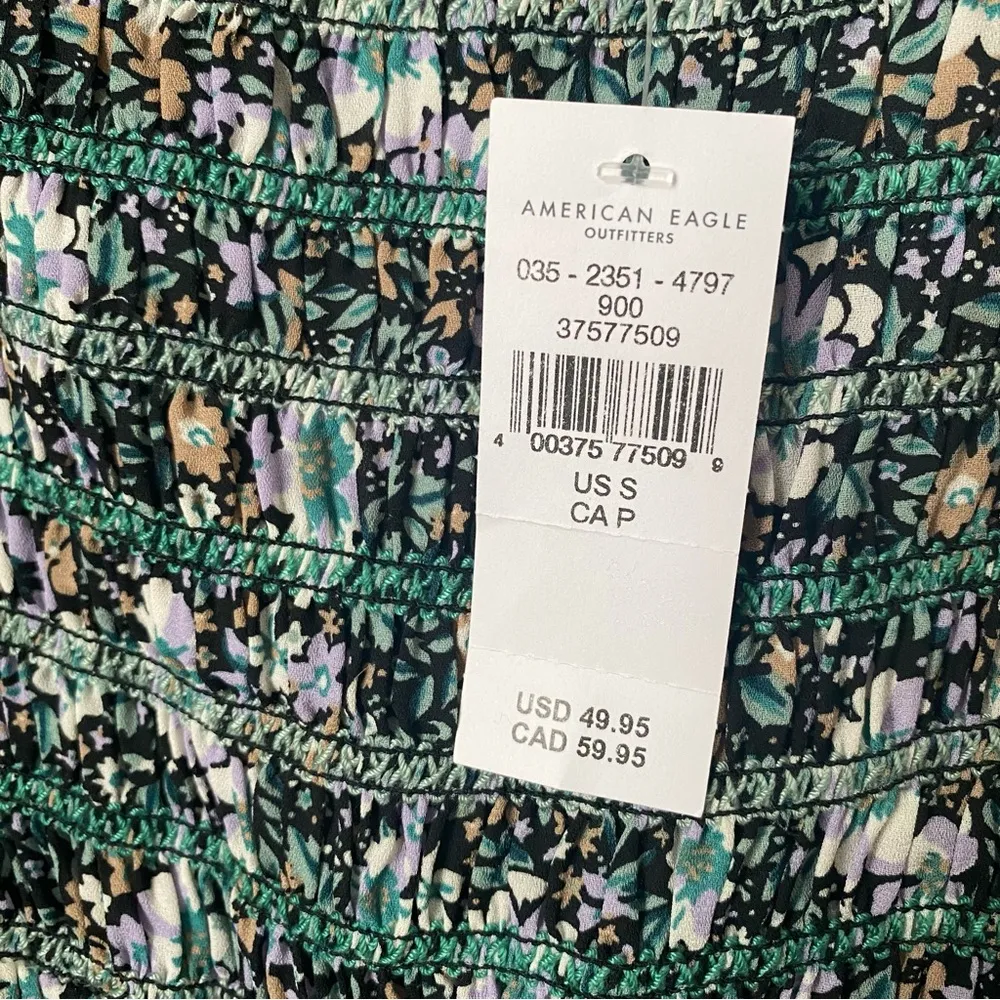 AMERICAN EAGLE
OUTFITTERS
035 - 2351 - 4797
900
37577509
4 00375 77509 9
US S
CA P
USD 49.95
CAD 59.95